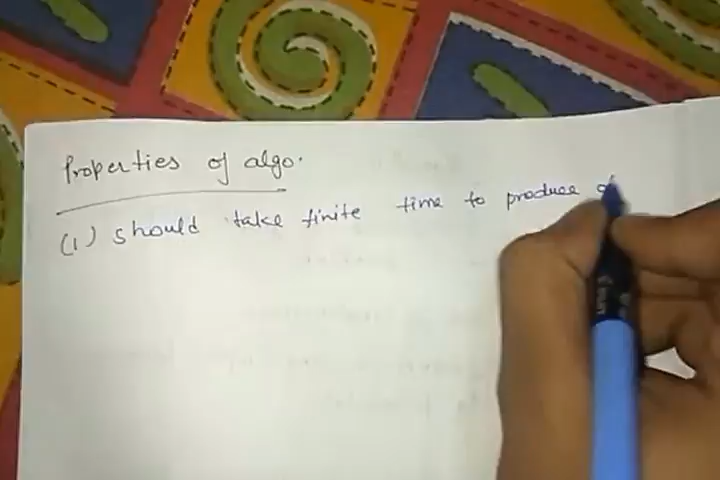 Properties of algo.
(1) should take finite time to produce